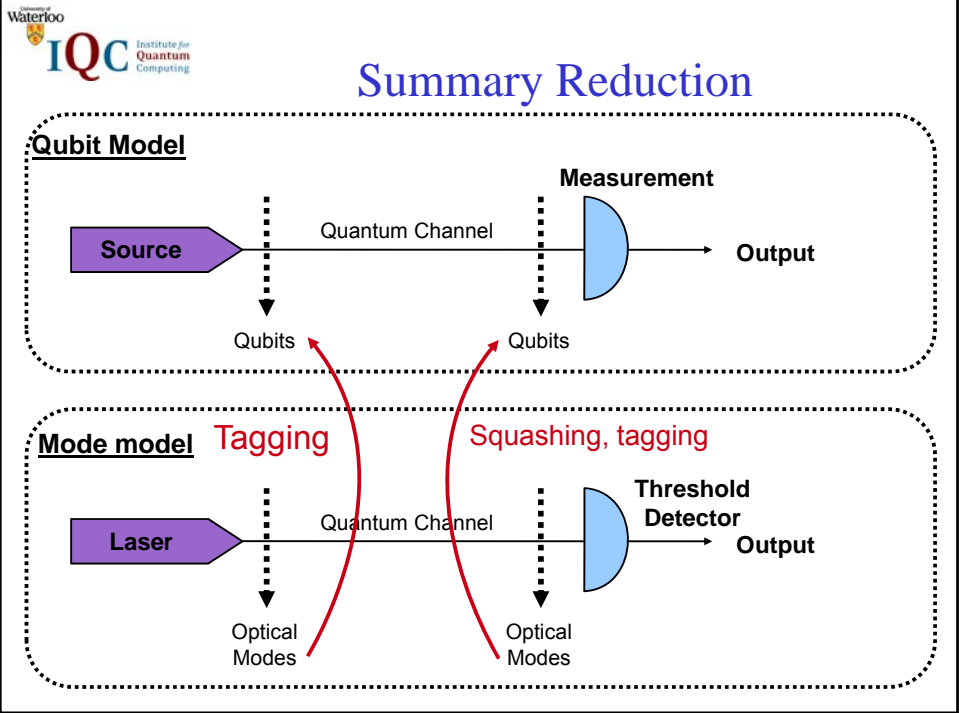 University of
Waterloo
IQC
Institute for
Quantum
Computing
Summary Reduction
Qubit Model
Measurement
Source
Quantum Channel
Output
Qubits
Qubits
Mode model
Tagging
Squashing, tagging
Threshold
Detector
Laser
Quantum Channel
Output
Optical
Modes
Optical
Modes